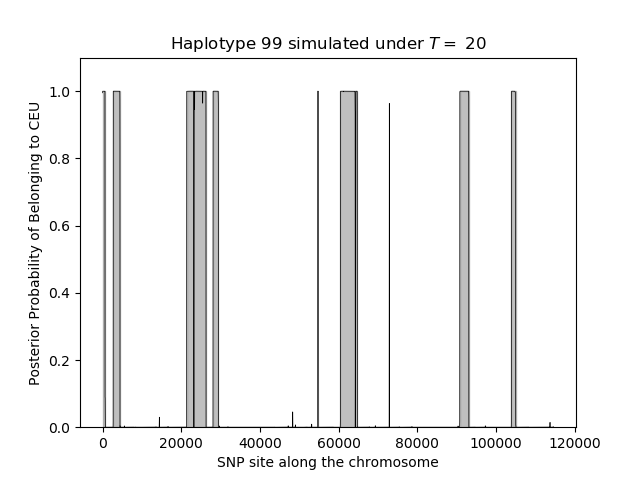 Haplotype 99 simulated under T = 20
Posterior Probability of Belonging to CEU
1.0
0.8
0.6
0.4
0.2
0.0
0 20000 40000 60000 80000 100000 120000
SNP site along the chromosome